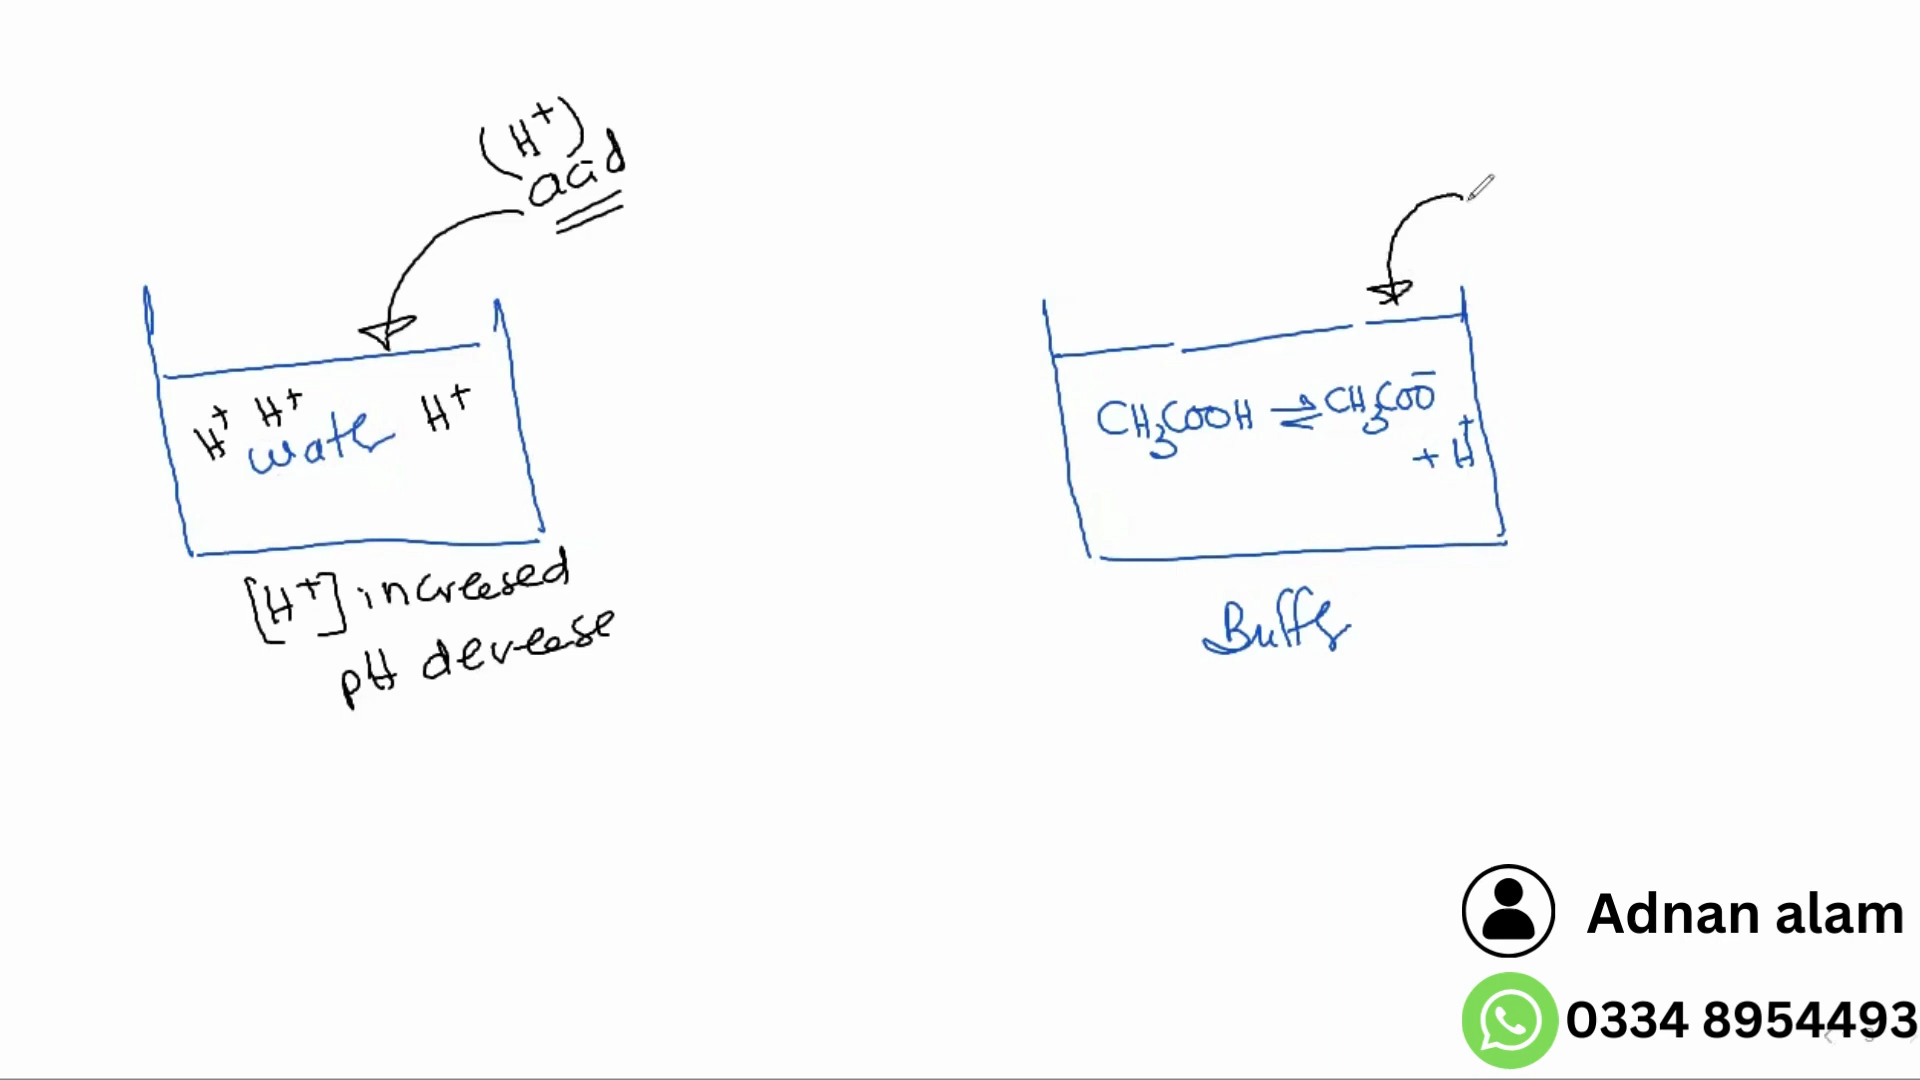 (H⁺)
acid
H⁺ H⁺ water H⁺
[H⁺] increased
pH decrease
CH₃COOH ⇌ CH₃COO⁻
+ H⁺
Buffer
Adnan alam
0334 8954493